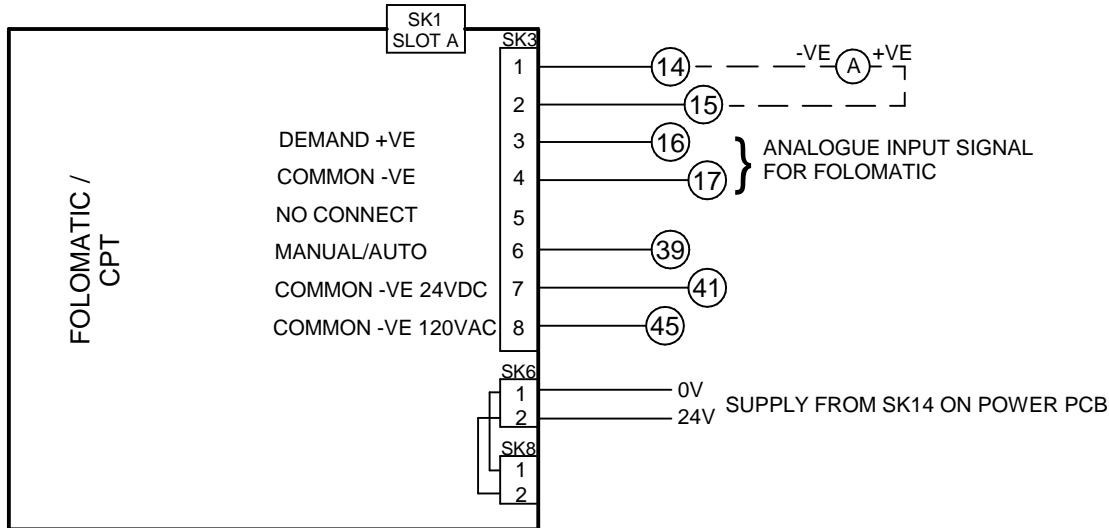 SK1
SLOT A
SK3
1
14
-VE
A
+VE
2
15
DEMAND +VE
3
16
ANALOGUE INPUT SIGNAL
FOR FOLOMATIC
COMMON -VE
4
17
NO CONNECT
5
MANUAL/AUTO
6
39
COMMON -VE 24VDC
7
41
COMMON -VE 120VAC
8
45
FOLOMATIC /
CPT
SK6
1
0V
2
24V
SUPPLY FROM SK14 ON POWER PCB
SK8
1
2